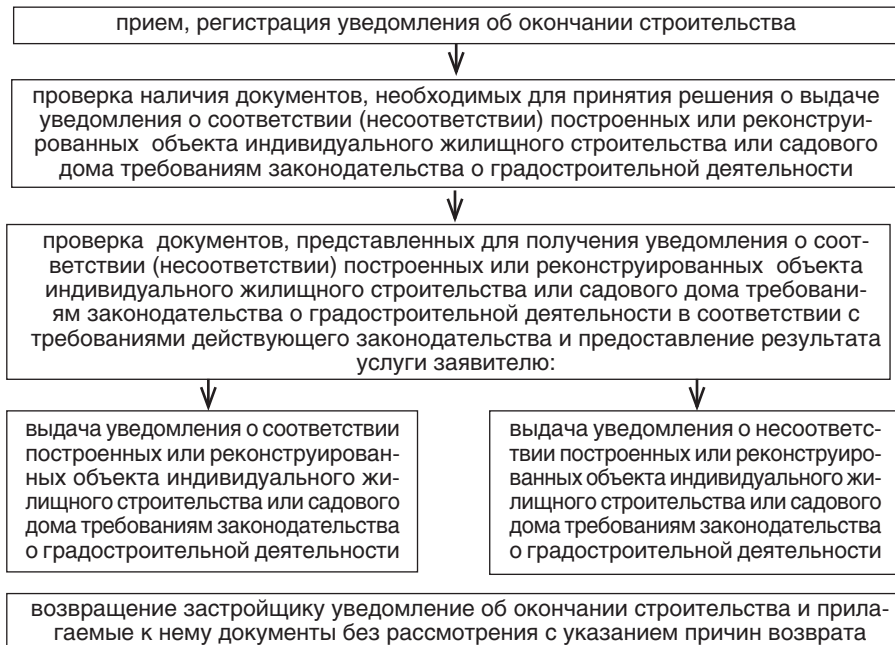 прием, регистрация уведомления об окончании строительства
проверка наличия документов, необходимых для принятия решения о выдаче
уведомления о соответствии (несоответствии) построенных или реконструи-
рованных объекта индивидуального жилищного строительства или садового
дома требованиям законодательства о градостроительной деятельности
проверка документов, представленных для получения уведомления о соот-
ветствии (несоответствии) построенных или реконструированных объекта
индивидуального жилищного строительства или садового дома требовани-
ям законодательства о градостроительной деятельности в соответствии с
требованиями действующего законодательства и предоставление результата
услуги заявителю:
выдача уведомления о соответствии
построенных или реконструирован-
ных объекта индивидуального жи-
лищного строительства или садового
дома требованиям законодательства
о градостроительной деятельности
выдача уведомления о несоответс-
твии построенных или реконструиро-
ванных объекта индивидуального жи-
лищного строительства или садового
дома требованиям законодательства
о градостроительной деятельности
возвращение застройщику уведомление об окончании строительства и прила-
гаемые к нему документы без рассмотрения с указанием причин возврата